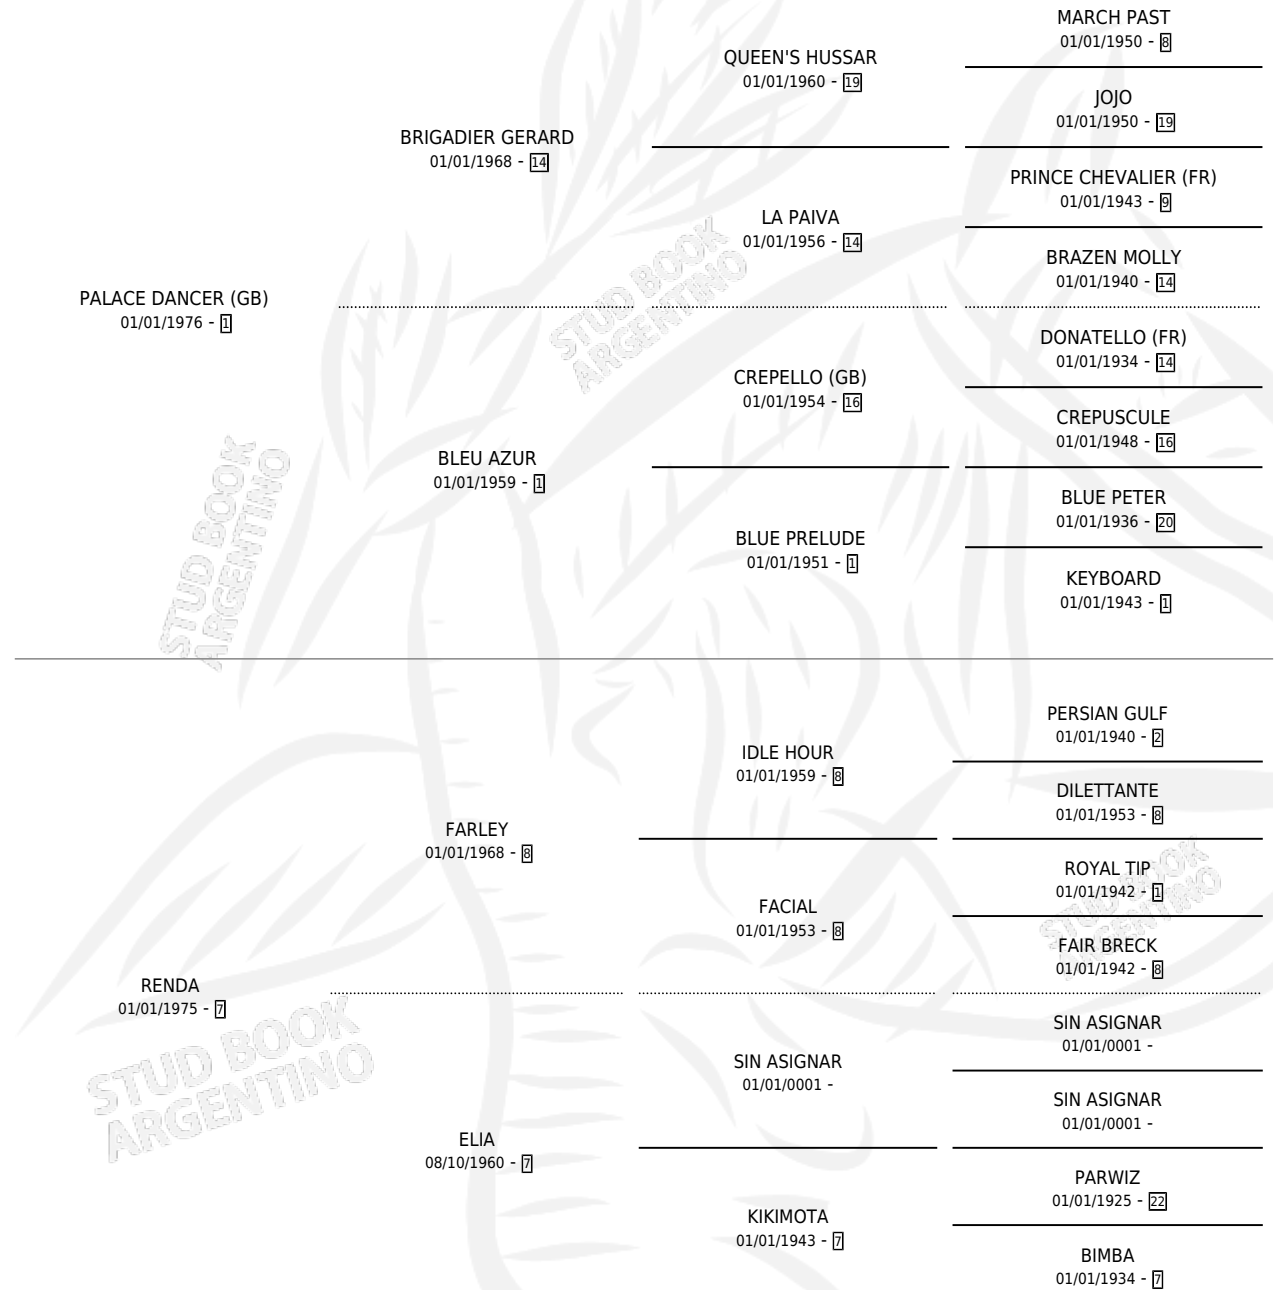 MARCH PAST
01/01/1950 - 8
QUEEN'S HUSSAR
01/01/1960 - 19
JOJO
01/01/1950 - 19
BRIGADIER GERARD
01/01/1968 - 14
PRINCE CHEVALIER (FR)
01/01/1943 - 9
LA PAIVA
01/01/1956 - 14
BRAZEN MOLLY
01/01/1940 - 14
PALACE DANCER (GB)
01/01/1976 - 1
DONATELLO (FR)
01/01/1934 - 14
CREPELLO (GB)
01/01/1954 - 16
CREPUSCULE
01/01/1948 - 16
BLEU AZUR
01/01/1959 - 1
BLUE PETER
01/01/1936 - 20
BLUE PRELUDE
01/01/1951 - 1
KEYBOARD
01/01/1943 - 1
PERSIAN GULF
01/01/1940 - 2
IDLE HOUR
01/01/1959 - 8
DILETTANTE
01/01/1953 - 8
FARLEY
01/01/1968 - 8
ROYAL TIP
01/01/1942 - 1
FACIAL
01/01/1953 - 8
FAIR BRECK
01/01/1942 - 8
RENDA
01/01/1975 - 7
SIN ASIGNAR
01/01/0001 -
SIN ASIGNAR
01/01/0001 -
SIN ASIGNAR
01/01/0001 -
ELIA
08/10/1960 - 7
PARWIZ
01/01/1925 - 22
KIKIMOTA
01/01/1943 - 7
BIMBA
01/01/1934 - 7
STUD BOOK
ARGENTINO
STUD BOOK
ARGENTINO
STUD BOOK
ARGENTINO
STUD BOOK
ARGENTINO